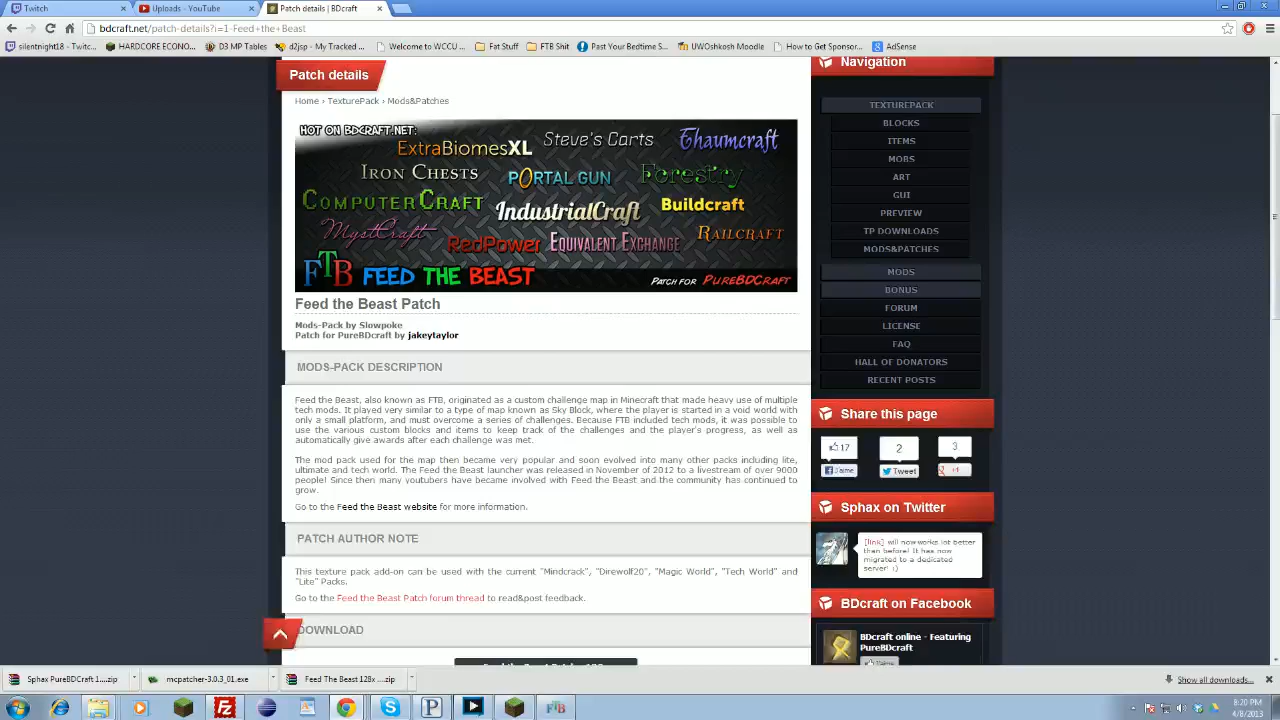 Twitch
Uploads - YouTube
Patch details | BDcraft
bdcraft.net/patch-details?i=1-Feed+the+Beast
silentnight18 - Twitc...
HARDCORE ECONO...
D3 MP Tables
d2jsp - My Tracked ...
Welcome to WCCU ...
Fat Stuff
FTB Shit
Past Your Bedtime S...
UWOshkosh Moodle
How to Get Sponsor...
AdSense
Patch details
Home › TexturePack › Mods&Patches
HOT ON BDCRAFT.NET:
ExtraBiomesXL
Steve's Carts
Thaumcraft
Iron Chests
PORTAL GUN
Forestry
ComputerCraft
IndustrialCraft
Buildcraft
MystCraft
RedPower
Equivalent Exchange
Railcraft
FTB FEED THE BEAST
PATCH FOR PUREBDCRAFT
Feed the Beast Patch
Mods-Pack by Slowpoke
Patch for PureBDcraft by jakeytaylor
MODS-PACK DESCRIPTION
Feed the Beast, also known as FTB, originated as a custom challenge map in Minecraft that made heavy use of multiple
tech mods. It played very similar to a type of map known as Sky Block, where the player is started in a void world with
only a small platform, and must overcome a series of challenges. Because FTB included tech mods, it was possible to
use the various custom blocks and items to keep track of the challenges and the player's progress, as well as
automatically give awards after each challenge was met.
The mod pack used for the map then became very popular and soon evolved into many other packs including lite,
ultimate and tech world. The Feed the Beast launcher was released in November of 2012 to a livestream of over 9000
people! Since then many youtubers have became involved with Feed the Beast and the community has continued to
grow.
Go to the Feed the Beast website for more information.
PATCH AUTHOR NOTE
This texture pack add-on can be used with the current "Mindcrack", "Direwolf20", "Magic World", "Tech World" and
"Lite" Packs.
Go to the Feed the Beast Patch forum thread to read&post feedback.
DOWNLOAD
Navigation
TEXTUREPACK
BLOCKS
ITEMS
MOBS
ART
GUI
PREVIEW
TP DOWNLOADS
MODS&PATCHES
MODS
BONUS
FORUM
LICENSE
FAQ
HALL OF DONATORS
RECENT POSTS
Share this page
17
2
3
J'aime
Tweet
+1
Sphax on Twitter
[link] will now works lot better
than before! It has now
migrated to a dedicated
server! :)
BDcraft on Facebook
BDcraft online - Featuring
PureBDcraft
Sphax PureBDCraft 1....zip
mcpatcher-3.0.3_01.exe
Feed The Beast 128x ....zip
Show all downloads...
8:20 PM
4/8/2013